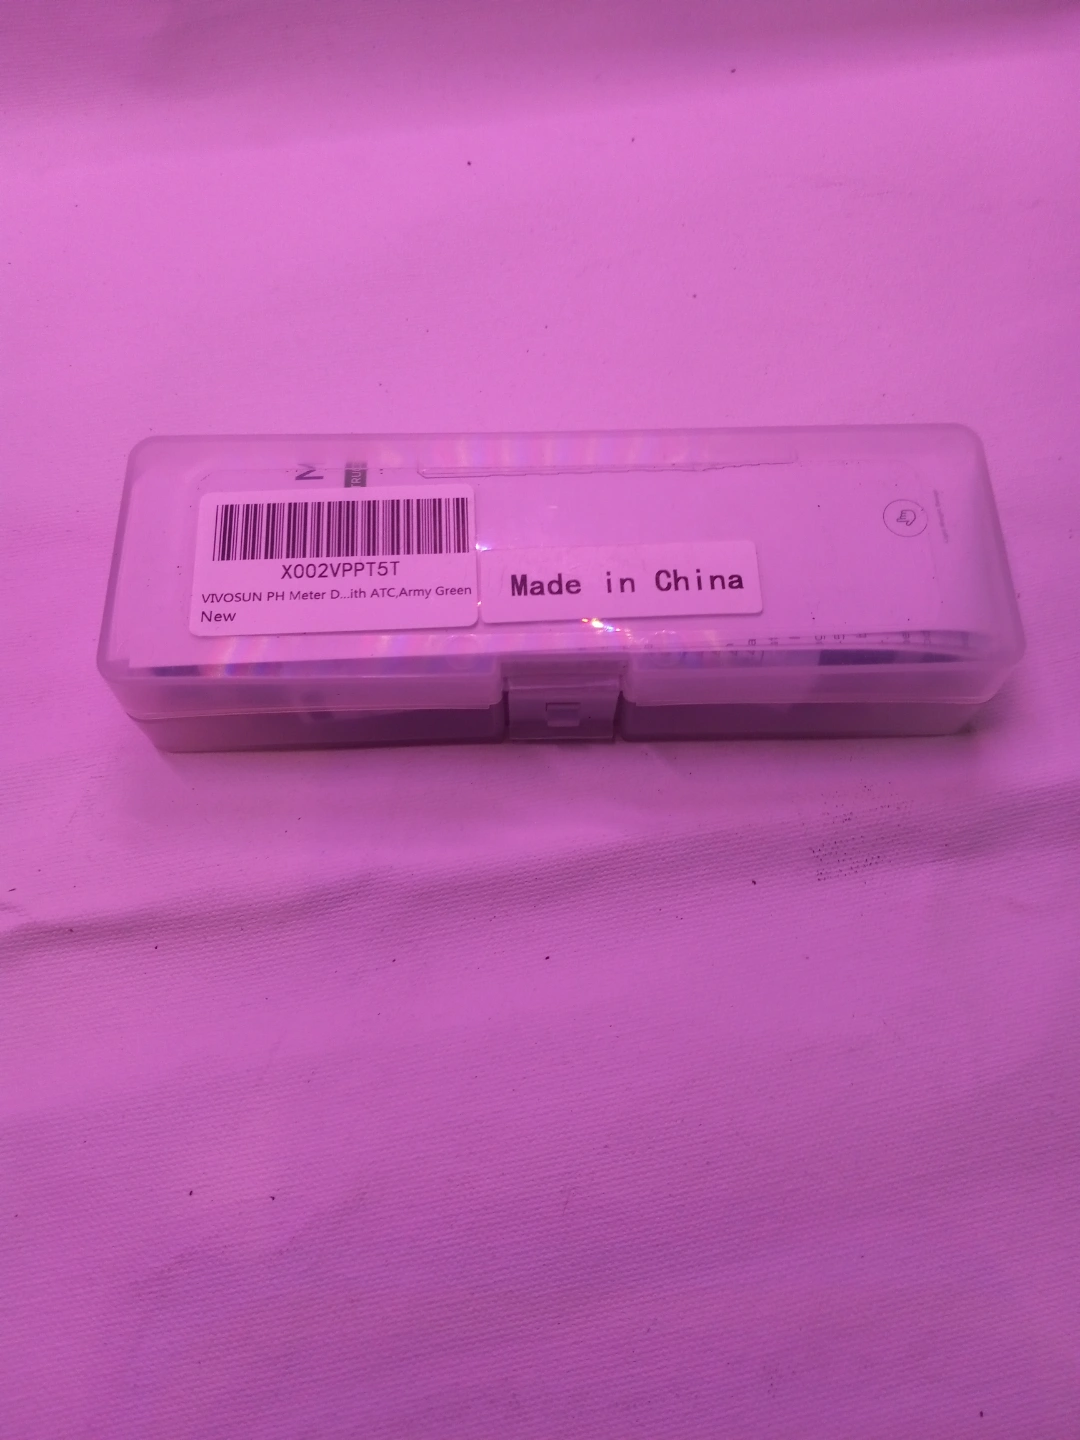 X002VPPT5T
VIVOSUN PH Meter D...ith ATC,Army Green
New
Made in China